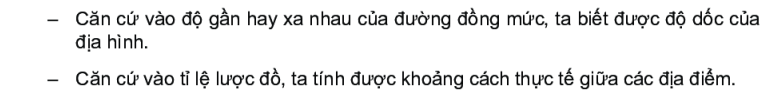 – Căn cứ vào độ gần hay xa nhau của đường đồng mức, ta biết được độ dốc của
địa hình.
– Căn cứ vào tỉ lệ lược đồ, ta tính được khoảng cách thực tế giữa các địa điểm.